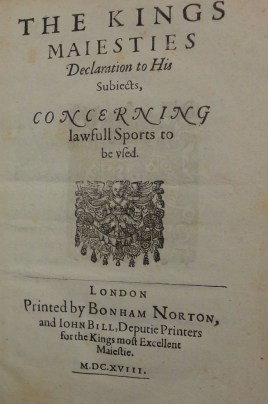 THE KINGS
MAIESTIES
Declaration to His
Subiects,
CONCERNING
lawfull Sports to
be vsed.
LONDON
Printed by BONHAM NORTON,
and IOHN BILL, Deputie Printers
for the Kings most Excellent
Maiestie.
M.DC.XVIII.